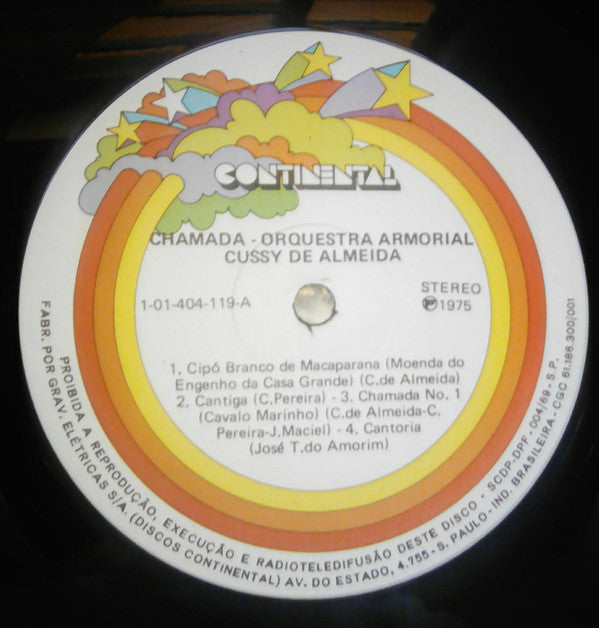 CONTINENTAL
CHAMADA - ORQUESTRA ARMORIAL
CUSSY DE ALMEIDA
1-01-404-119-A
STEREO
℗1975
1. Cipó Branco de Macaparana (Moenda do
Engenho da Casa Grande) (C.de Almeida)
2. Cantiga (C.Pereira) - 3. Chamada No. 1
(Cavalo Marinho) (C.de Almeida-C.
Pereira-J.Maciel) - 4. Cantoria
(José T.do Amorim)
PROIBIDA A REPRODUÇÃO, EXECUÇÃO E RADIOTELEDIFUSÃO DESTE DISCO - SCDP-DPF-004/69-S.P.
FABR. POR GRAV. ELÉTRICAS S/A. (DISCOS CONTINENTAL) AV. DO ESTADO, 4.755-S. PAULO-IND. BRASILEIRA-CGC 61.186.300/001